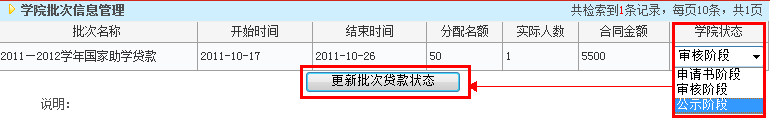 学院批次信息管理 共检索到1条记录，每页10条，共1页
批次名称 开始时间 结束时间 分配名额 实际人数 合同金额 学院状态
2011－2012学年国家助学贷款 2011-10-17 2011-10-26 50 1 5500 审核阶段
申请书阶段
审核阶段
公示阶段
更新批次贷款状态
说明: